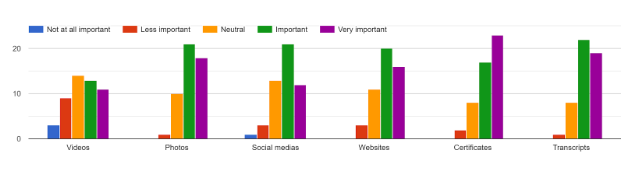 Not at all important Less important Neutral Important Very important
20
10
0
Videos Photos Social medias Websites Certificates Transcripts